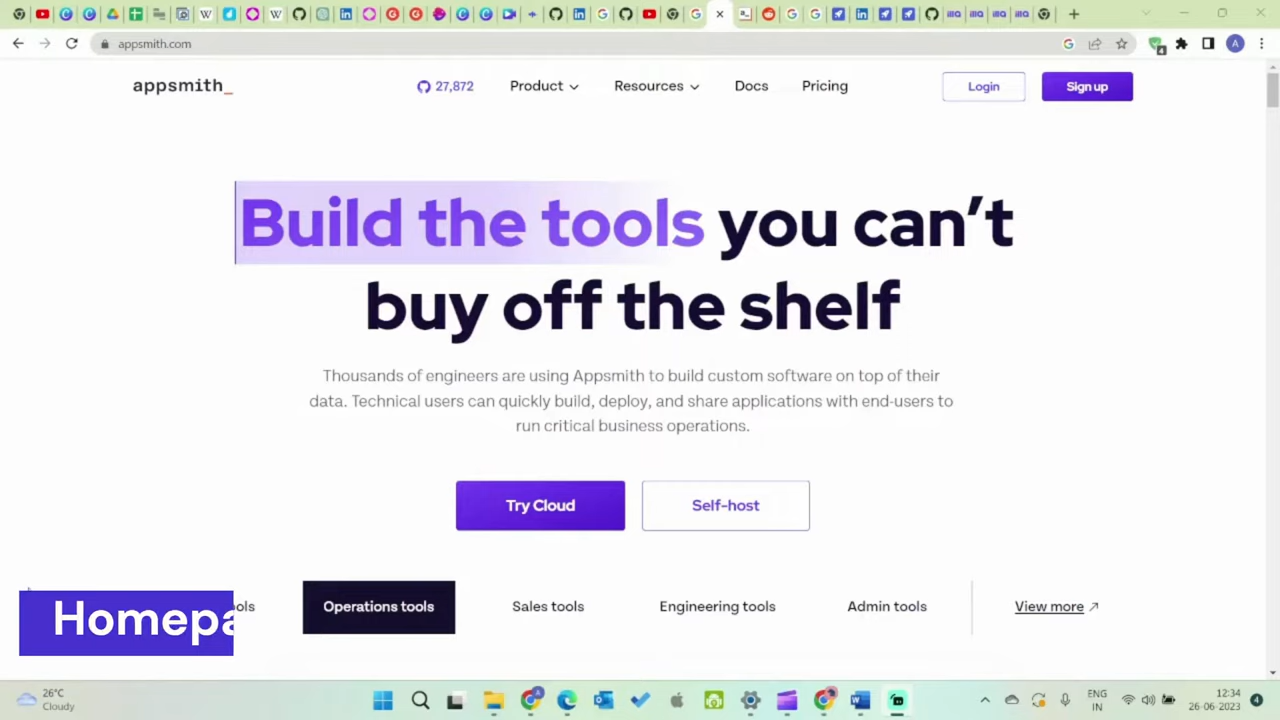 appsmith.com
A
4
appsmith_
27,872
Product
Resources
Docs
Pricing
Login
Sign up
Build the tools you can't
buy off the shelf
Thousands of engineers are using Appsmith to build custom software on top of their
data. Technical users can quickly build, deploy, and share applications with end-users to
run critical business operations.
Try Cloud
Self-host
Homepa
ols
Operations tools
Sales tools
Engineering tools
Admin tools
View more
26°C
Cloudy
ENG
IN
12:34
26-06-2023
4